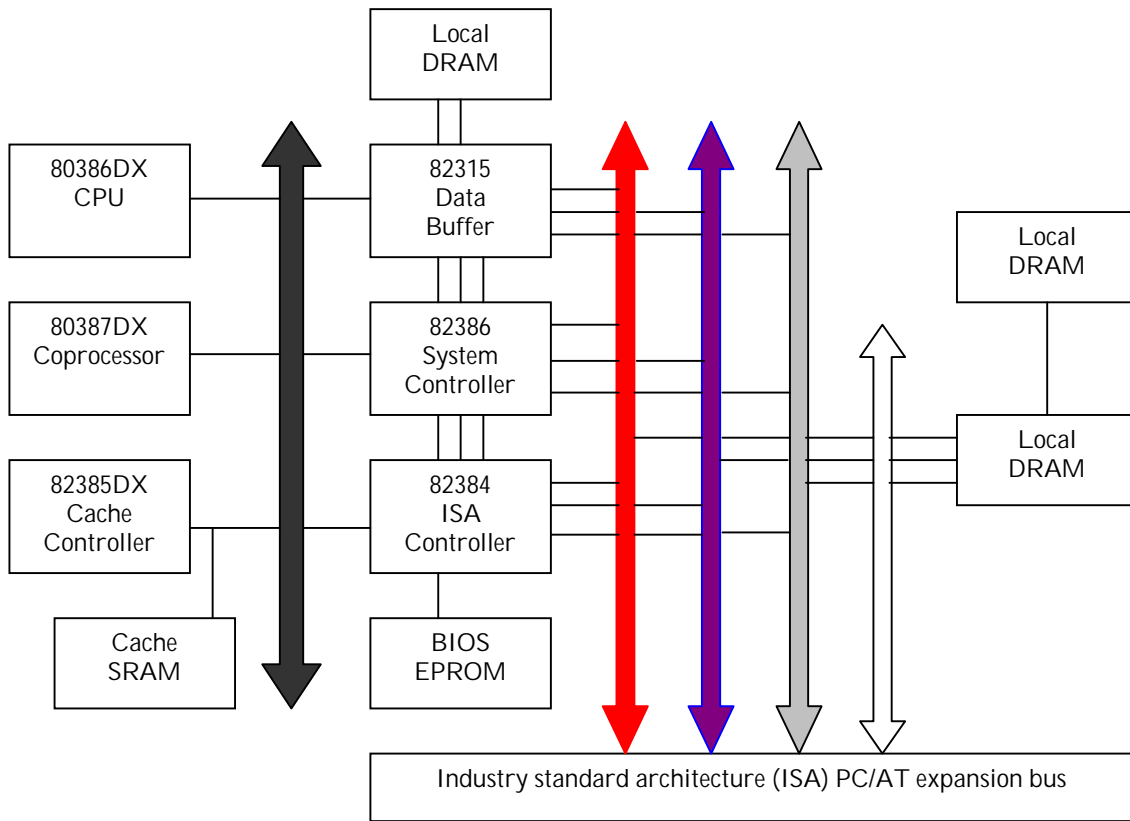 Local
DRAM
80386DX
CPU
82315
Data
Buffer
Local
DRAM
80387DX
Coprocessor
82386
System
Controller
82385DX
Cache
Controller
82384
ISA
Controller
Local
DRAM
Cache
SRAM
BIOS
EPROM
Industry standard architecture (ISA) PC/AT expansion bus